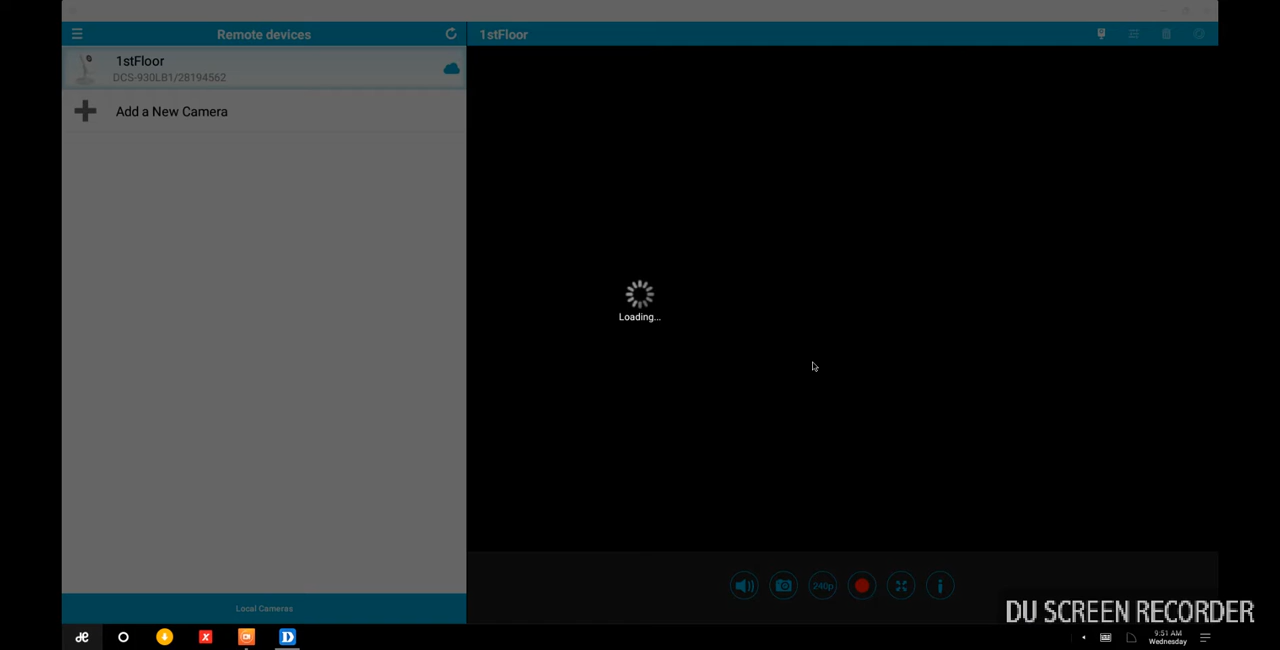 Remote devices
1stFloor
1stFloor
DCS-930LB1/28194562
Add a New Camera
Loading...
240p
Local Cameras
DU SCREEN RECORDER
9:51 AM
Wednesday